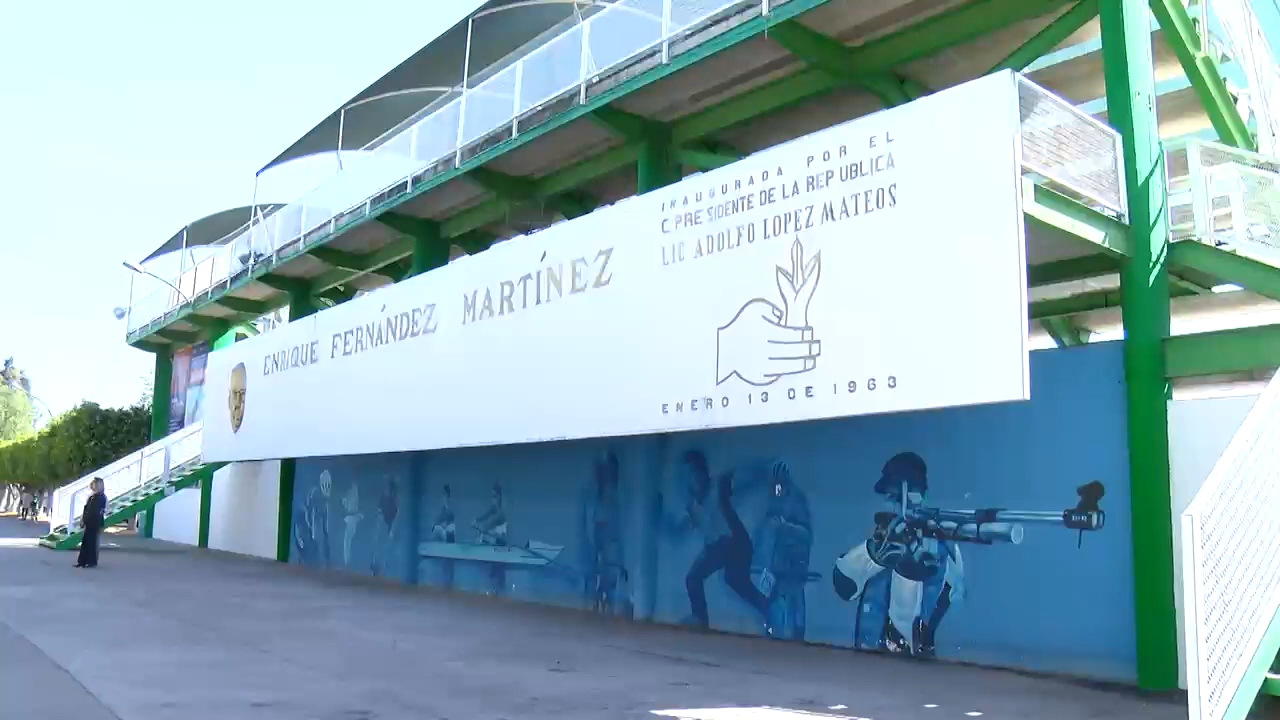 ENRIQUE FERNÁNDEZ MARTÍNEZ
INAUGURADA POR EL
C. PRESIDENTE DE LA REPUBLICA
LIC ADOLFO LOPEZ MATEOS
ENERO 13 DE 1963